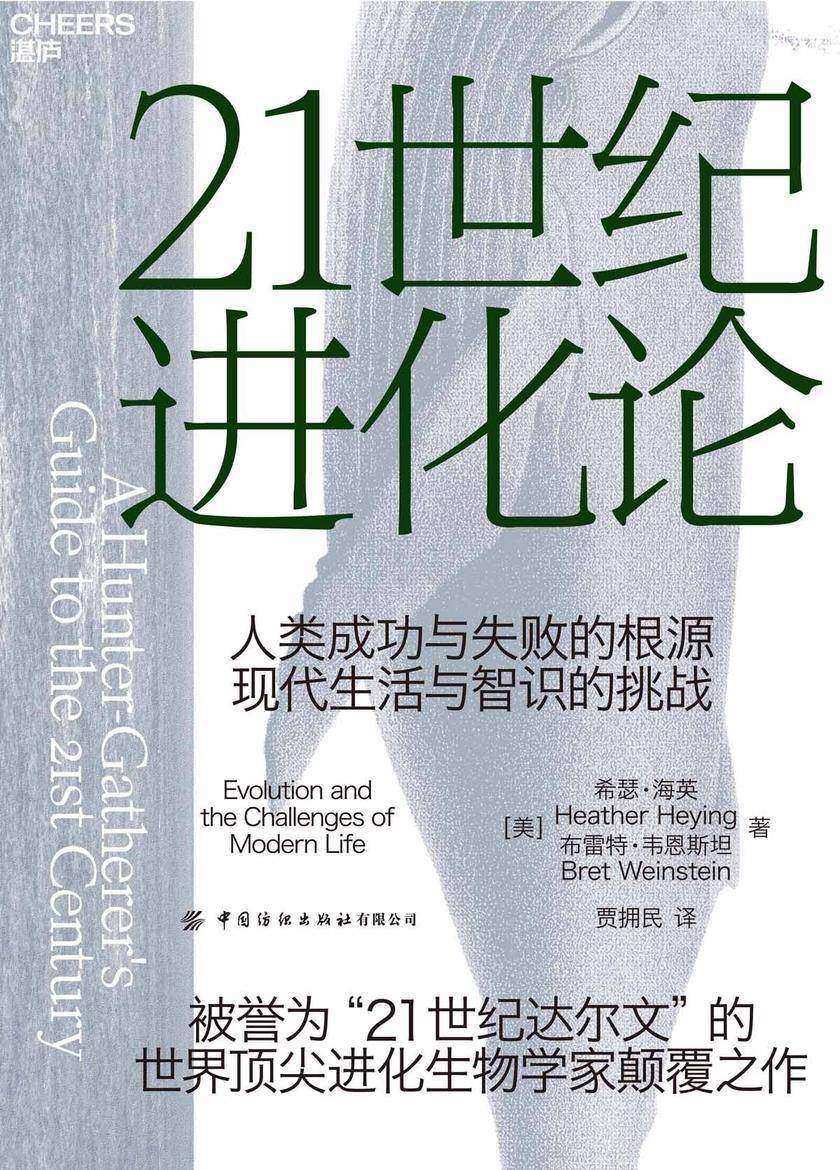 CHEERS
湛庐
21世纪
进化论
A Hunter-Gatherer's
Guide to the 21st Century
人类成功与失败的根源
现代生活与智识的挑战
Evolution and
the Challenges of
Modern Life
[美]
希瑟·海英
Heather Heying
布雷特·韦恩斯坦
Bret Weinstein
著
贾拥民 译
中国纺织出版社有限公司
被誉为“21世纪达尔文”的
世界顶尖进化生物学家颠覆之作